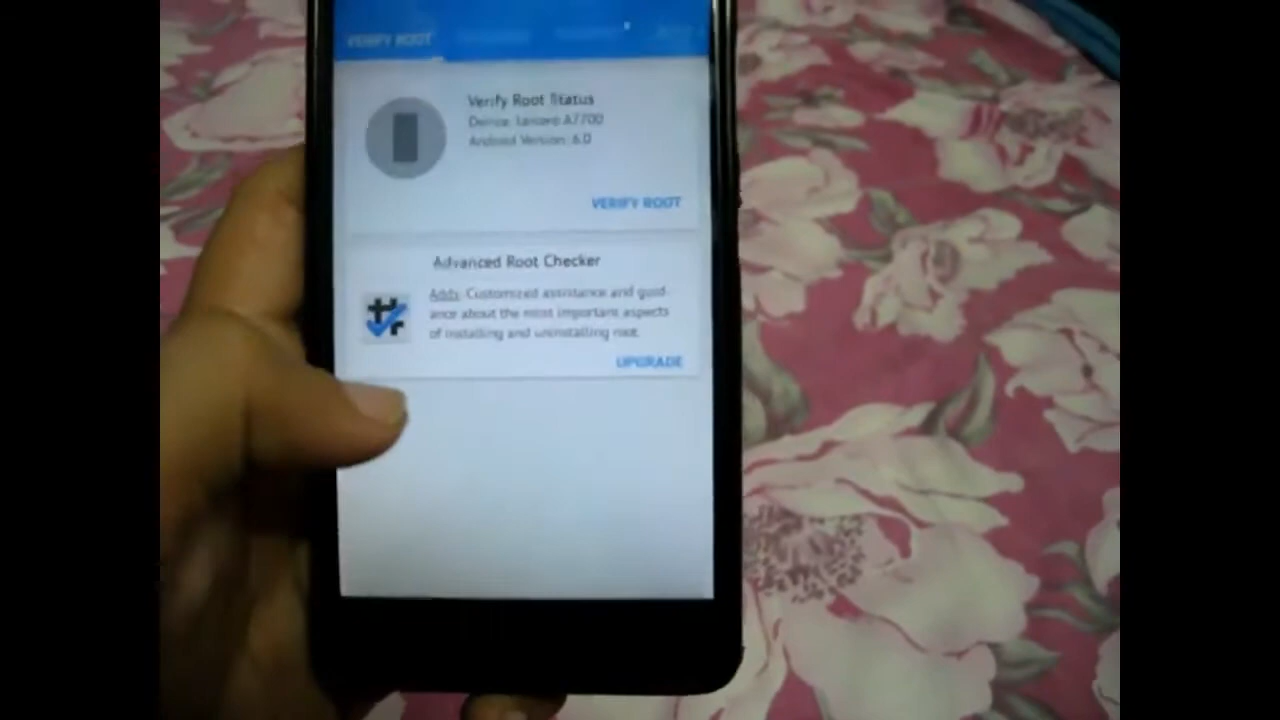 VERIFY ROOT
Verify Root Status
Device: Lenovo A7700
Android Version: 6.0
VERIFY ROOT
Advanced Root Checker
Adds: Customized assistance and guid-
ance about the most important aspects
of installing and uninstalling root.
UPGRADE